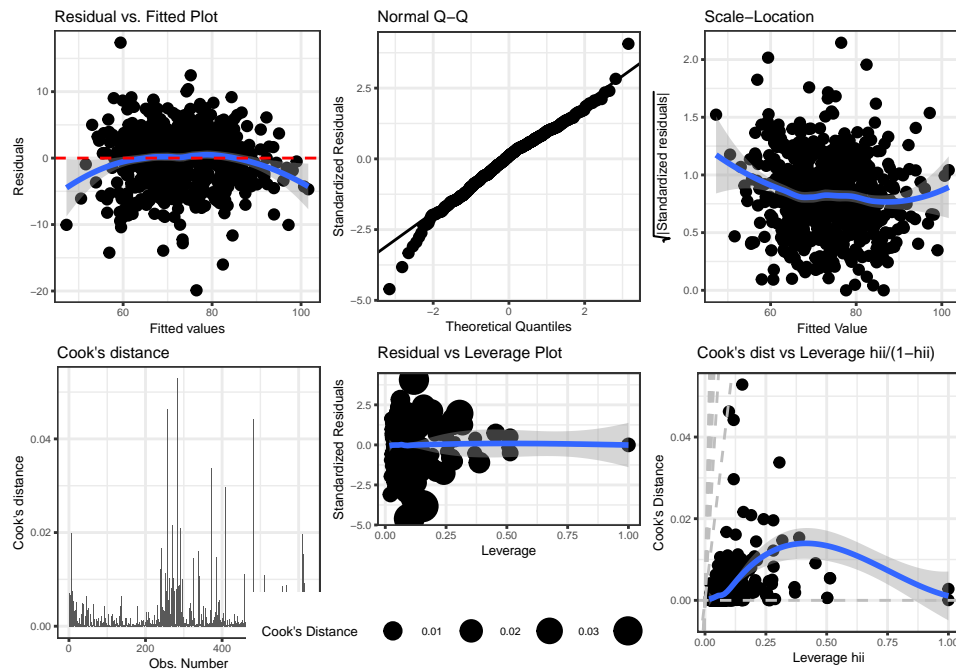 Residual vs. Fitted Plot
Residuals
10
0
−10
−20
60
80
100
Fitted values
Normal Q−Q
Standardized Residuals
2.5
0.0
−2.5
−5.0
−2
0
2
Theoretical Quantiles
Scale−Location
√|Standardized residuals|
2.0
1.5
1.0
0.5
0.0
60
80
100
Fitted Value
Cook's distance
Cook's distance
0.04
0.02
0.00
0
200
400
Obs. Number
Residual vs Leverage Plot
Standardized Residuals
2.5
0.0
−2.5
−5.0
0.00
0.25
0.50
0.75
1.00
Leverage
Cook's Distance
0.01
0.02
0.03
Cook's dist vs Leverage hii/(1−hii)
Cook's Distance
0.04
0.02
0.00
0.00
0.25
0.50
0.75
1.00
Leverage hii